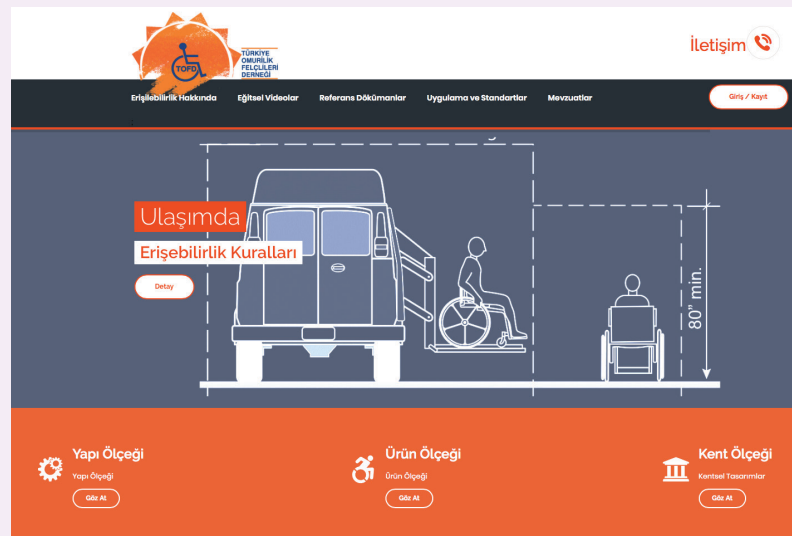 TOFD
TÜRKİYE
OMURİLİK
FELÇLİLERİ
DERNEĞİ
İletişim
Erişilebilirlik Hakkında Eğitsel Videolar Referans Dökümanlar Uygulama ve Standartlar Mevzuatlar Giriş / Kayıt
Ulaşımda
Erişebilirlik Kuralları
Detay
80” min.
Yapı Ölçeği
Yapı Ölçeği
Göz At
Ürün Ölçeği
Ürün Ölçeği
Göz At
Kent Ölçeği
Kentsel Tasarımlar
Göz At